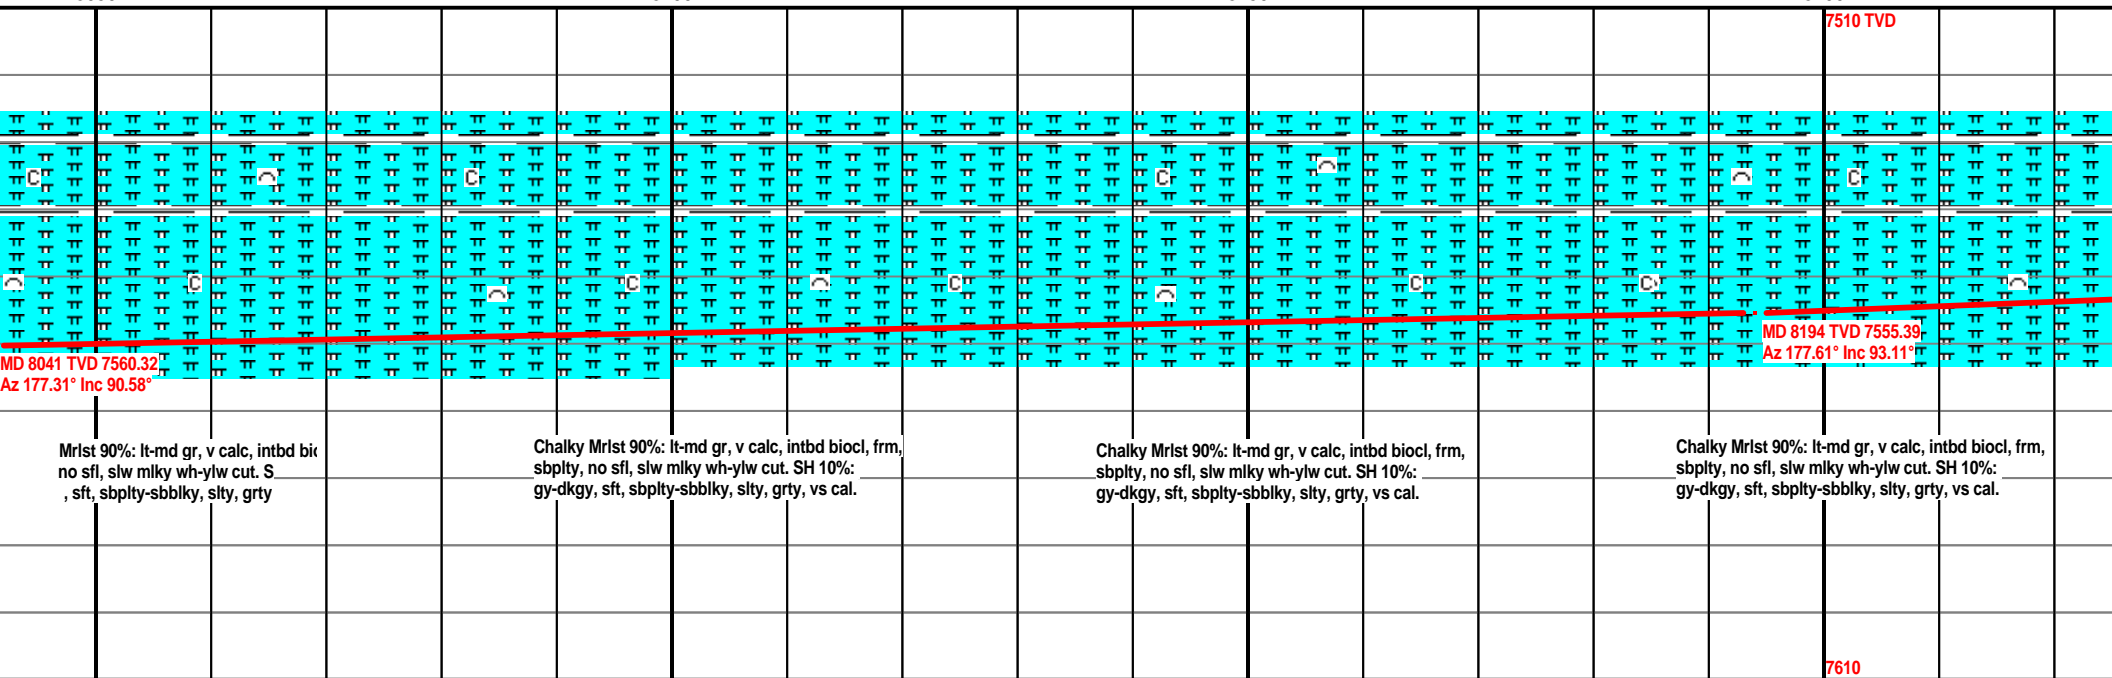 7510 TVD
C
C
C
C
C
C
C
C
C
MD 8194 TVD 7555.39
Az 177.61° Inc 93.11°
MD 8041 TVD 7560.32
Az 177.31° Inc 90.58°
Mrlst 90%: lt-md gr, v calc, intbd bio
no sfl, slw mlky wh-ylw cut. S
, sft, sbplty-sbblky, slty, grty
Chalky Mrlst 90%: lt-md gr, v calc, intbd biocl, frm,
sbplty, no sfl, slw mlky wh-ylw cut. SH 10%:
gy-dkgy, sft, sbplty-sbblky, slty, grty, vs cal.
Chalky Mrlst 90%: lt-md gr, v calc, intbd biocl, frm,
sbplty, no sfl, slw mlky wh-ylw cut. SH 10%:
gy-dkgy, sft, sbplty-sbblky, slty, grty, vs cal.
Chalky Mrlst 90%: lt-md gr, v calc, intbd biocl, frm,
sbplty, no sfl, slw mlky wh-ylw cut. SH 10%:
gy-dkgy, sft, sbplty-sbblky, slty, grty, vs cal.
7610